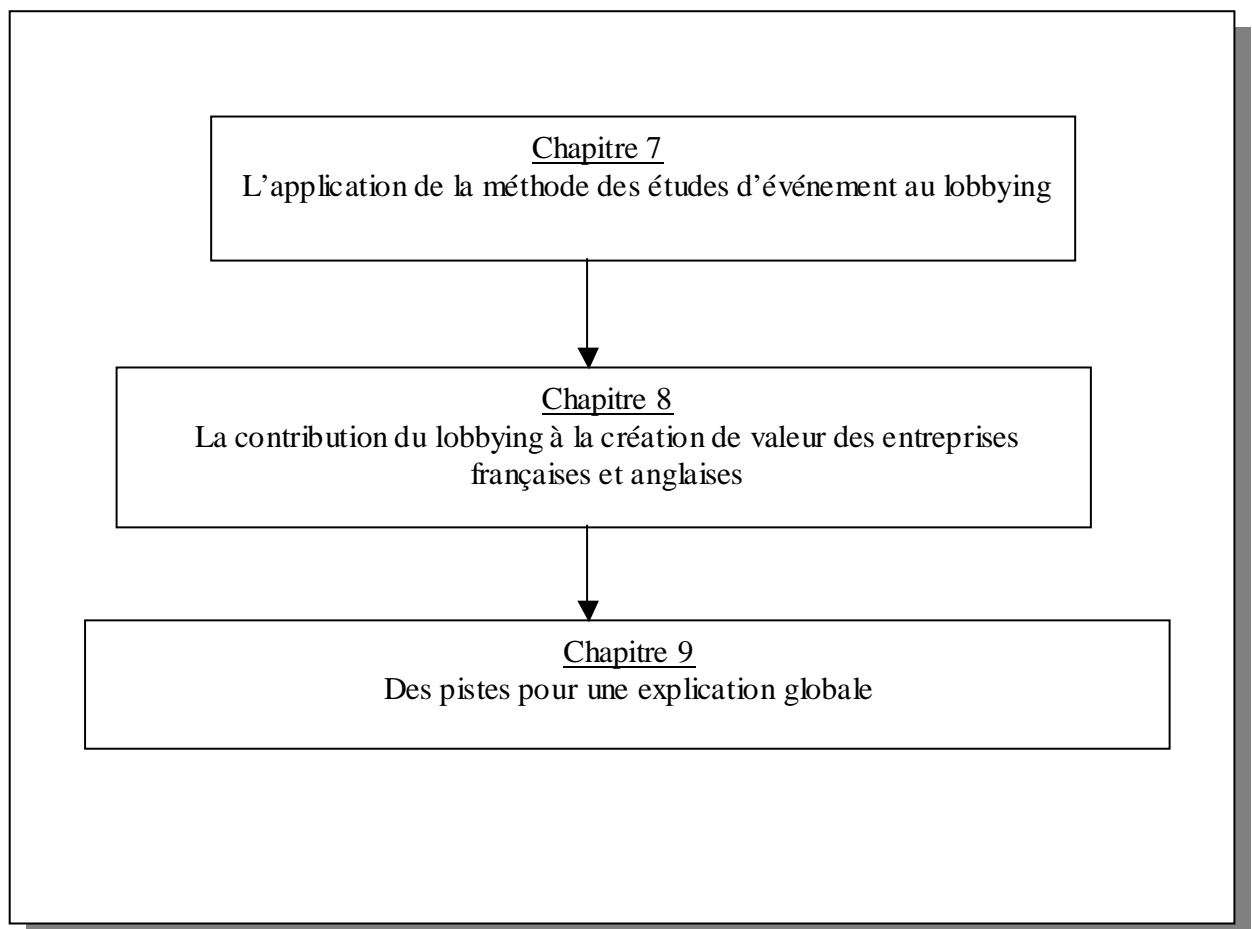 Chapitre 7
L’application de la méthode des études d’événement au lobbying
Chapitre 8
La contribution du lobbying à la création de valeur des entreprises
françaises et anglaises
Chapitre 9
Des pistes pour une explication globale